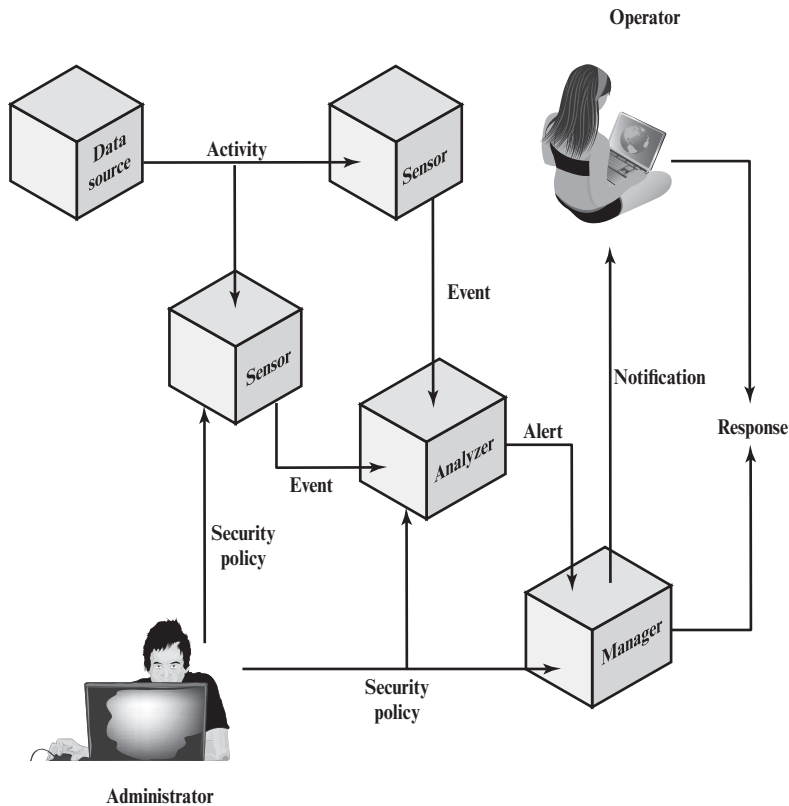 Operator
Data
source
Activity
Sensor
Event
Sensor
Notification
Response
Alert
Analyzer
Event
Security
policy
Manager
Security
policy
Administrator